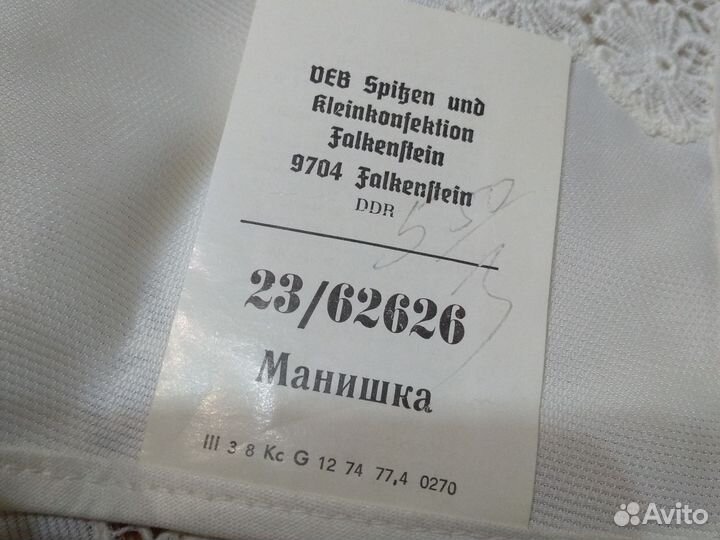 VEB Spitzen und
Kleinkonfektion
Falkenstein
9704 Falkenstein
DDR
23/62626
Манишка
III 3 8 Kc G 12 74 77,4 0270
Avito